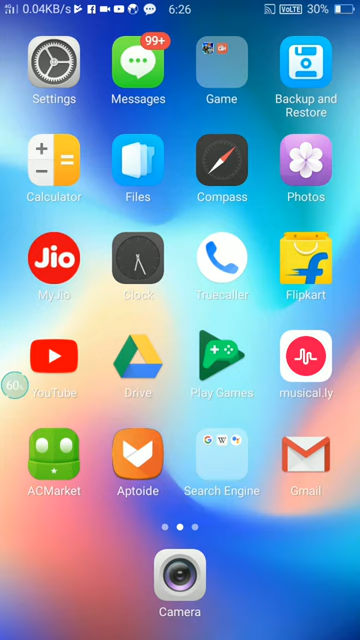 0.04KB/s 6:26 VoLTE 30%
99+
Settings Messages Game Backup and Restore
Calculator Files Compass Photos
Jio
MyJio Clock Truecaller Flipkart
60%
YouTube Drive Play Games musical.ly
G W
ACMarket Aptoide Search Engine Gmail
Camera